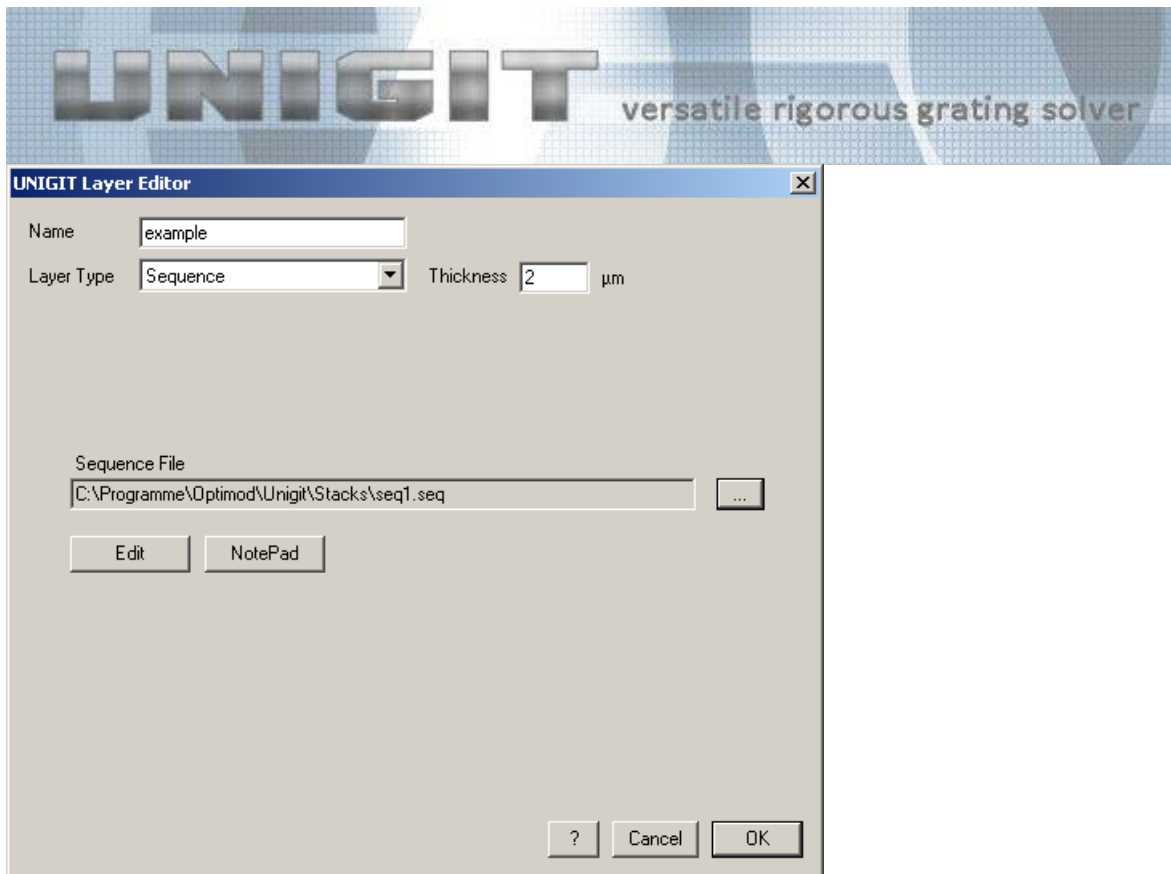 UNIGIT versatile rigorous grating solver
UNIGIT Layer Editor
Name example
Layer Type Sequence Thickness 2 µm
Sequence File
C:\Programme\Optimod\Unigit\Stacks\seq1.seq ...
Edit NotePad
? Cancel OK